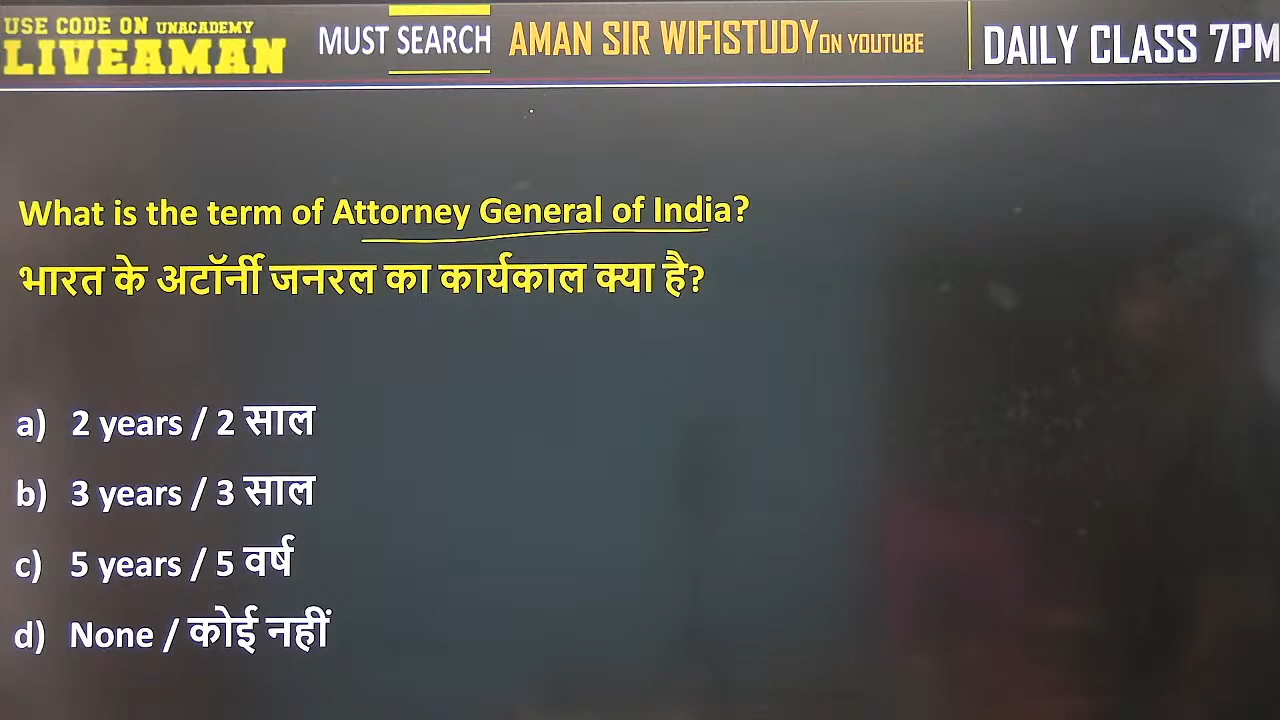 USE CODE ON UNACADEMY
LIVEAMAN
MUST SEARCH
AMAN SIR WIFISTUDY ON YOUTUBE
DAILY CLASS 7PM
What is the term of Attorney General of India?
भारत के अटॉर्नी जनरल का कार्यकाल क्या है?
a) 2 years / 2 साल
b) 3 years / 3 साल
c) 5 years / 5 वर्ष
d) None / कोई नहीं